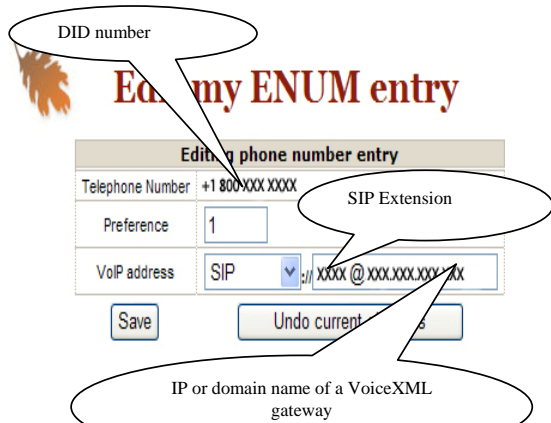 DID number
my ENUM entry
Editing phone number entry
Telephone Number +1 800 XXX XXXX
SIP Extension
Preference 1
VoIP address SIP :// XXXX @ XXX.XXX.XXX.XXX
Save Undo current
IP or domain name of a VoiceXML
gateway